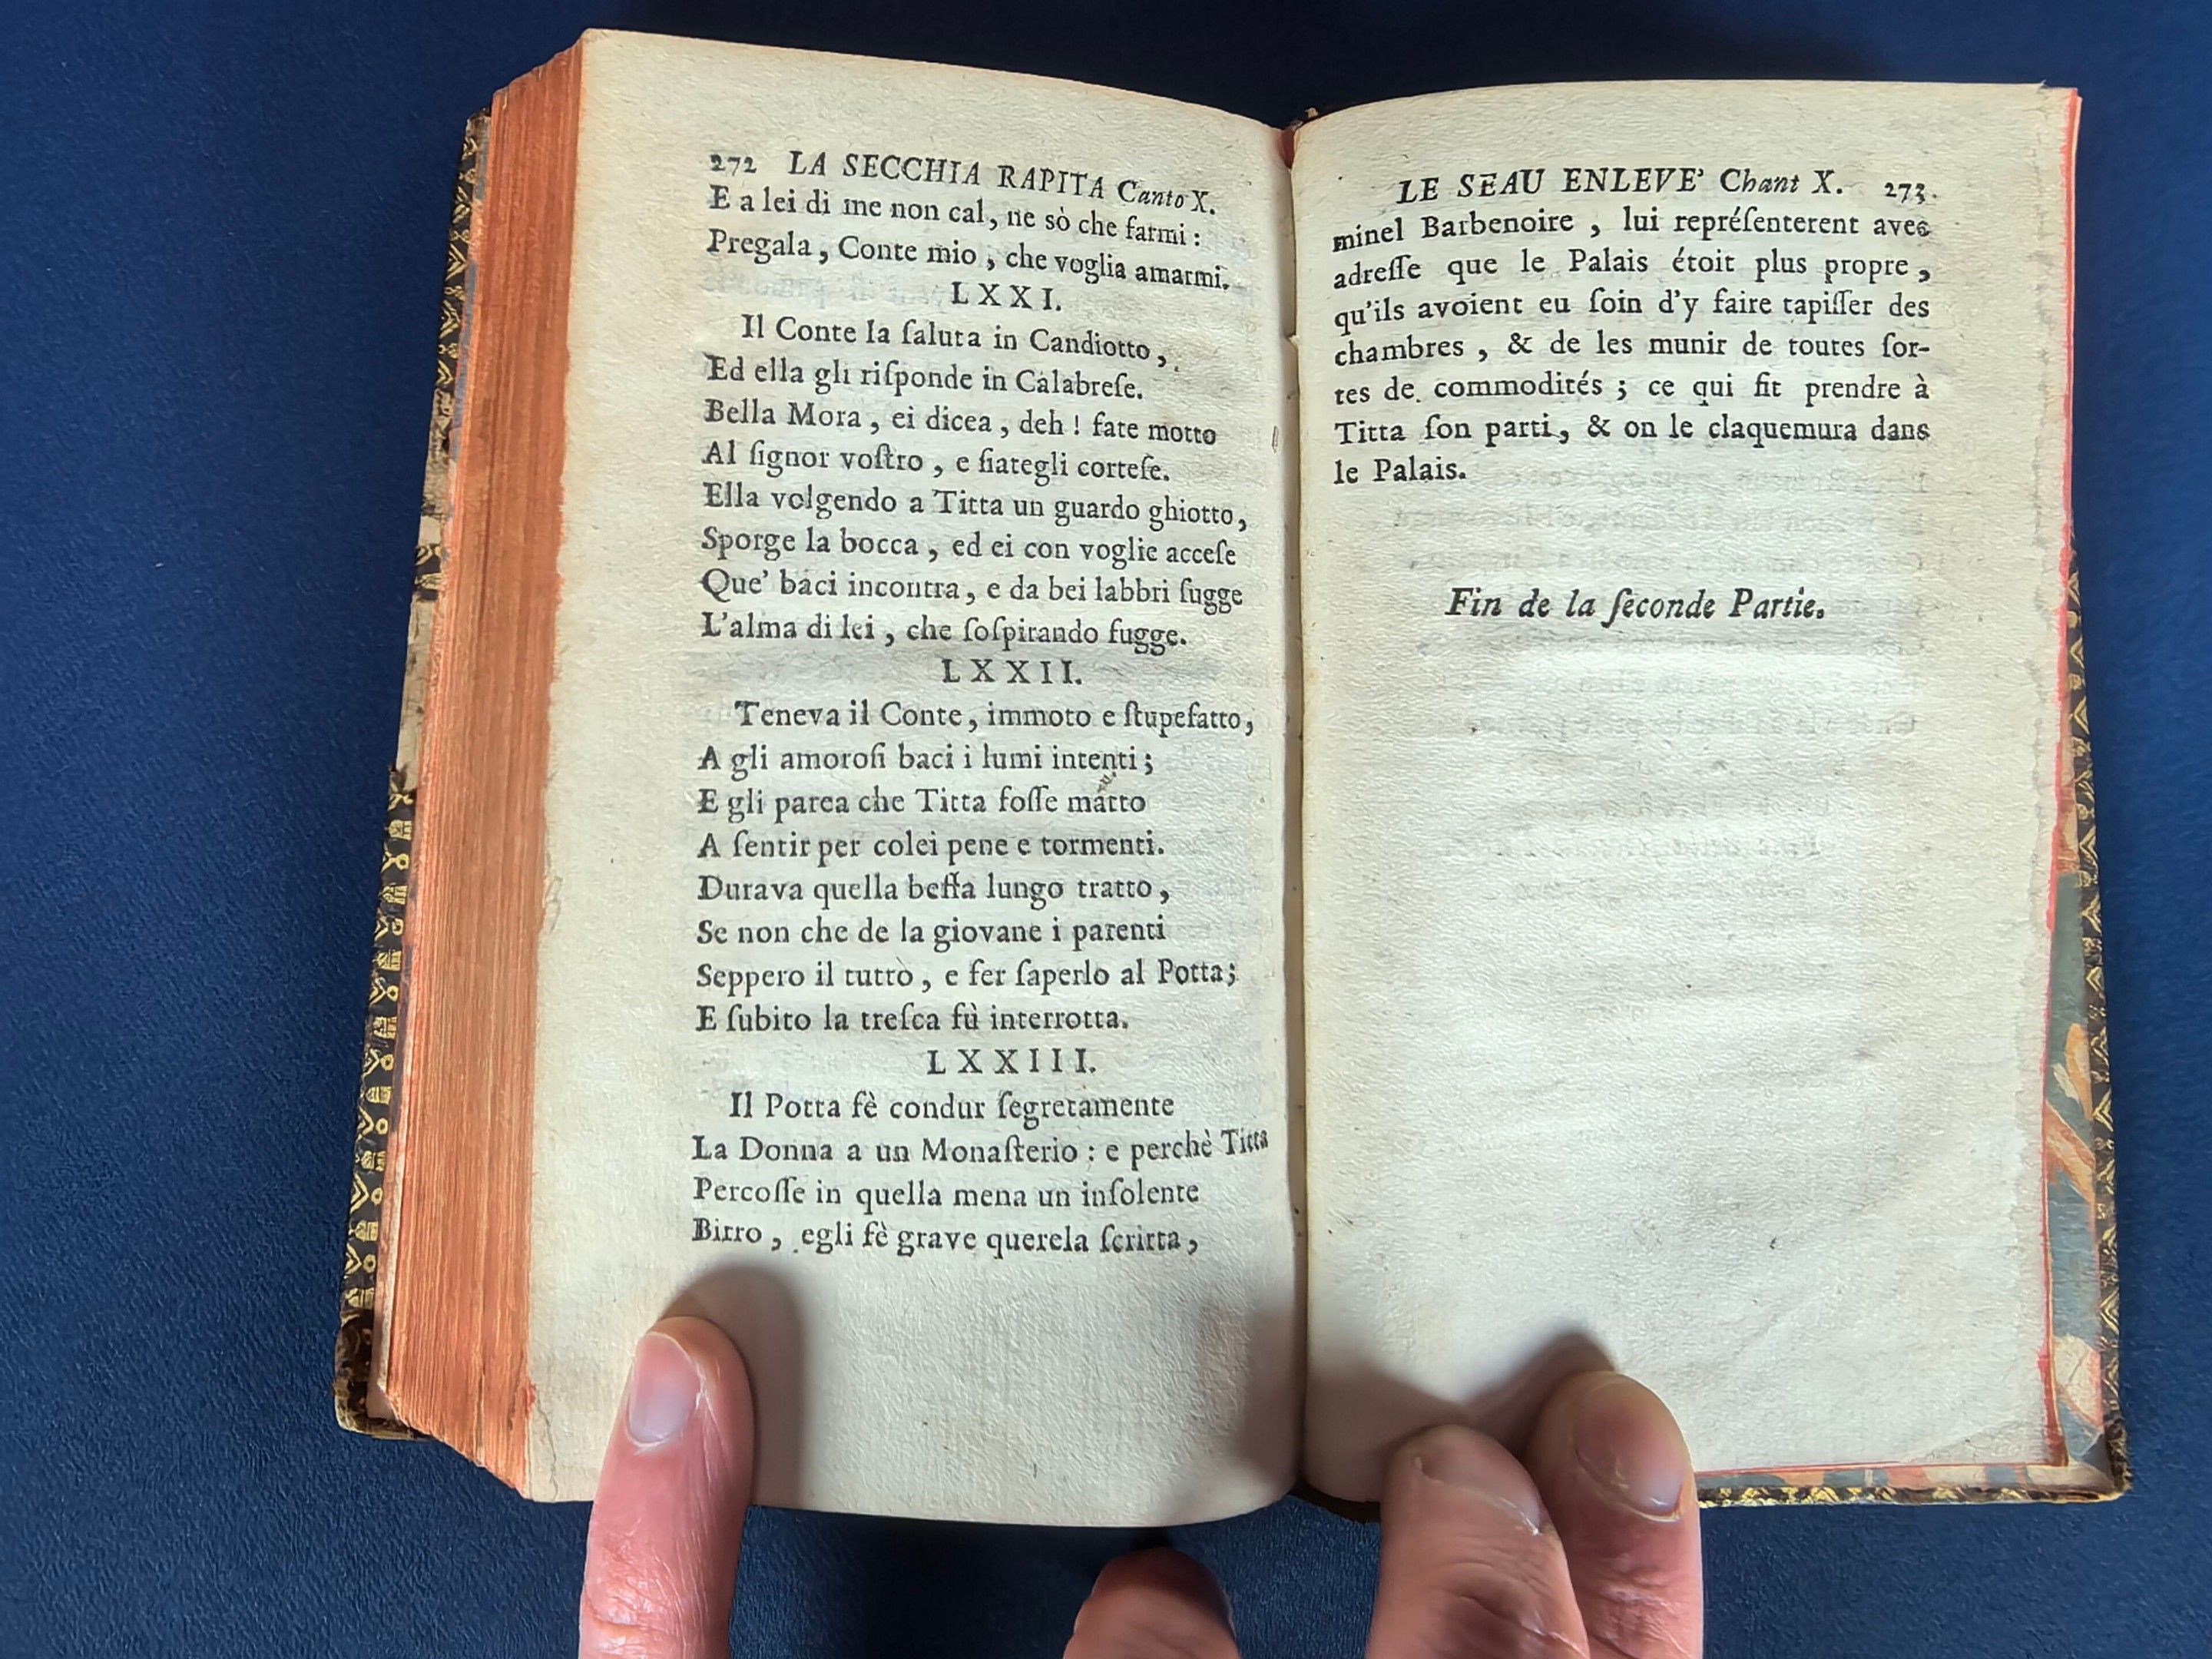 272 LA SECCHIA RAPITA Canto X.
E a lei di me non cal, ne sò che farmi :
Pregala, Conte mio, che voglia amarmi.
LXXI.
Il Conte la ſaluta in Candiotto,
Ed ella gli riſponde in Calabreſe.
Bella Mora, ei dicea, deh ! fate motto
Al ſignor voſtro, e ſiategli corteſe.
Ella volgendo a Titta un guardo ghiotto,
Sporge la bocca, ed ei con voglie acceſe
Que' baci incontra, e da bei labbri ſugge
L'alma di lei, che ſoſpirando fugge.
LXXII.
Teneva il Conte, immoto e ſtupefatto,
A gli amoroſi baci i lumi intenti ;
E gli parea che Titta foſſe matto
A ſentir per colei pene e tormenti.
Durava quella beffa lungo tratto,
Se non che de la giovane i parenti
Seppero il tutto, e fer ſaperlo al Potta ;
E ſubito la treſca fù interrotta.
LXXIII.
Il Potta fè condur ſegretamente
La Donna a un Monaſterio : e perchè Titta
Percoſſe in quella mena un inſolente
Birro, egli fè grave querela ſcritta,
LE SEAU ENLEVE' Chant X. 273.
minel Barbenoire, lui repréſenterent avec
adreſſe que le Palais étoit plus propre,
qu'ils avoient eu ſoin d'y faire tapiſſer des
chambres, & de les munir de toutes ſor-
tes de commodités ; ce qui fit prendre à
Titta ſon parti, & on le claquemura dans
le Palais.
Fin de la ſeconde Partie.